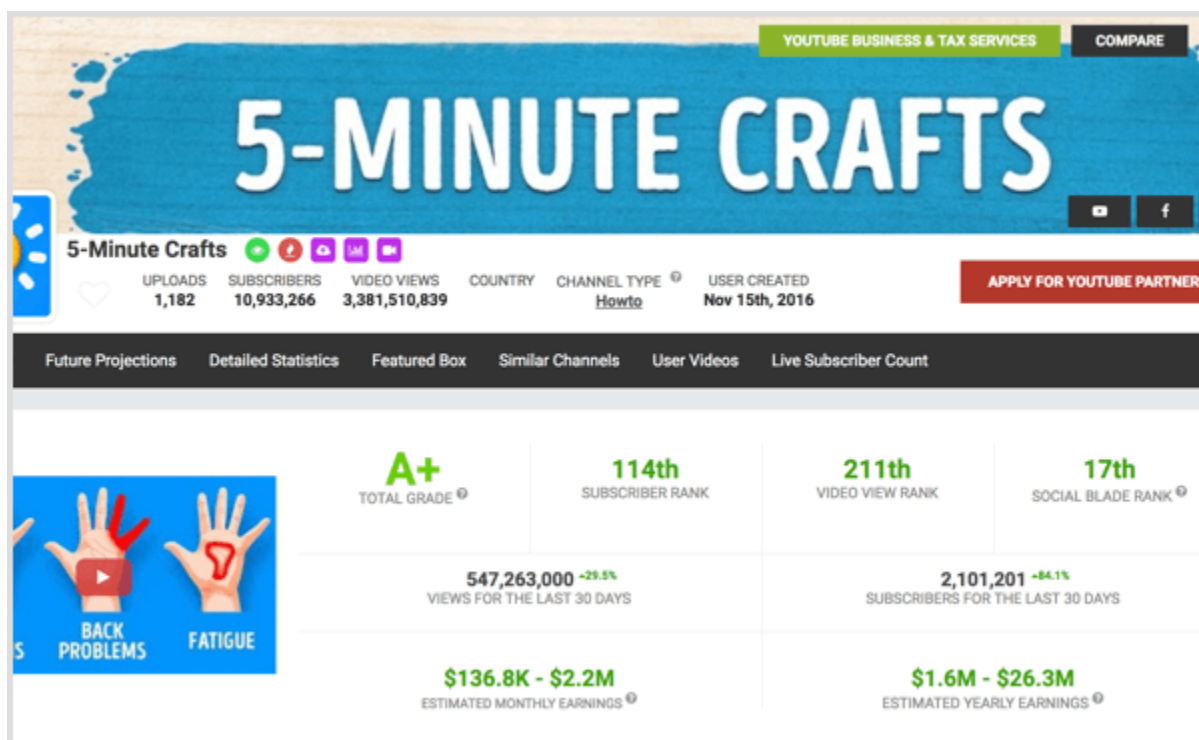 YOUTUBE BUSINESS & TAX SERVICES
COMPARE
5-MINUTE CRAFTS
5-Minute Crafts
UPLOADS
1,182
SUBSCRIBERS
10,933,266
VIDEO VIEWS
3,381,510,839
COUNTRY
CHANNEL TYPE
Howto
USER CREATED
Nov 15th, 2016
APPLY FOR YOUTUBE PARTNER
Future Projections
Detailed Statistics
Featured Box
Similar Channels
User Videos
Live Subscriber Count
S
BACK
PROBLEMS
FATIGUE
A+
TOTAL GRADE
114th
SUBSCRIBER RANK
211th
VIDEO VIEW RANK
17th
SOCIAL BLADE RANK
547,263,000 +29.5%
VIEWS FOR THE LAST 30 DAYS
2,101,201 +84.1%
SUBSCRIBERS FOR THE LAST 30 DAYS
$136.8K - $2.2M
ESTIMATED MONTHLY EARNINGS
$1.6M - $26.3M
ESTIMATED YEARLY EARNINGS